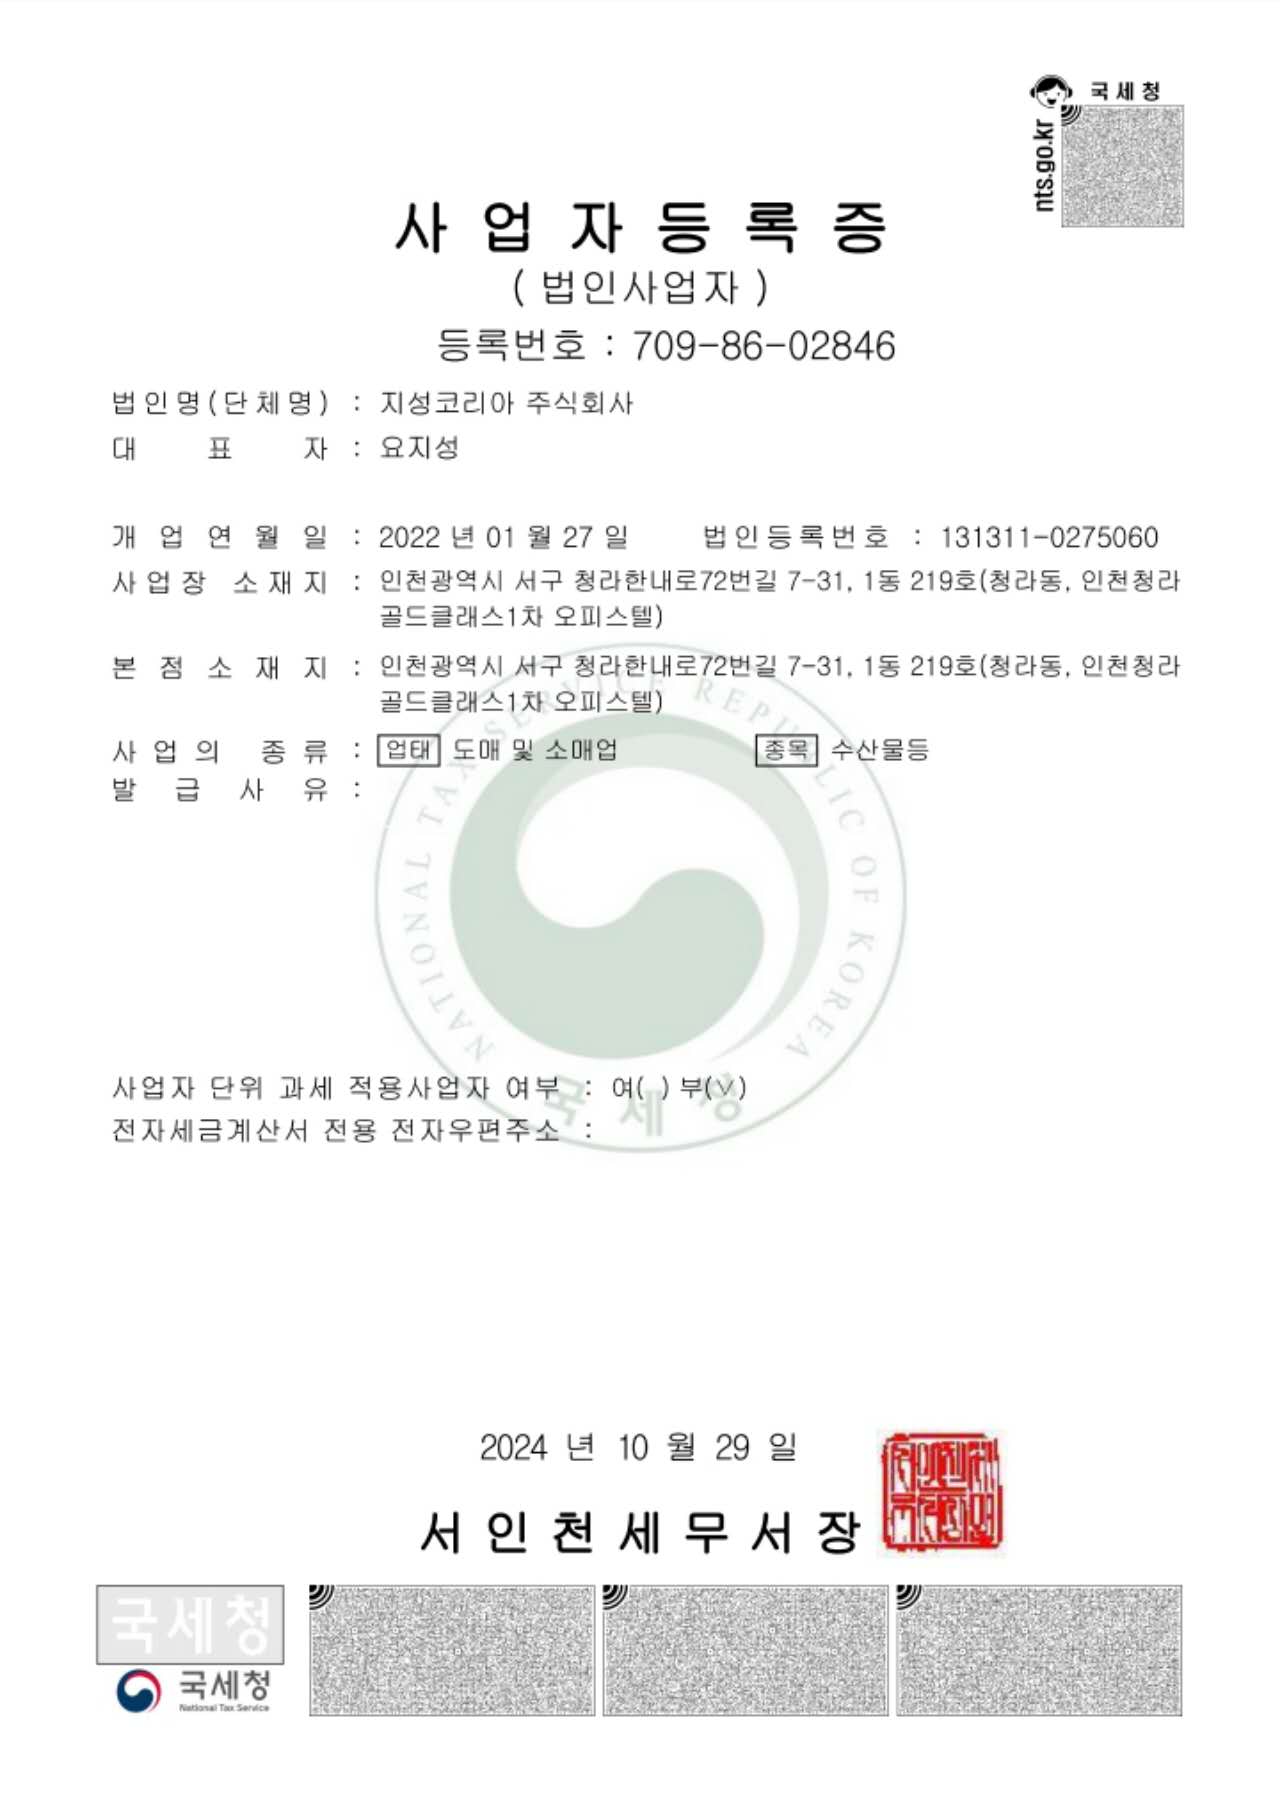 국세청
nts.go.kr
사업자등록증
( 법인사업자 )
등록번호 : 709-86-02846
법인명(단체명) : 지성코리아 주식회사
대표자 : 요지성
개업연월일 : 2022 년 01 월 27 일 법인등록번호 : 131311-0275060
사업장 소재지 : 인천광역시 서구 청라한내로72번길 7-31, 1동 219호(청라동, 인천청라
골드클래스1차 오피스텔)
본점소재지 : 인천광역시 서구 청라한내로72번길 7-31, 1동 219호(청라동, 인천청라
골드클래스1차 오피스텔)
사업의 종류 : 업태 도매 및 소매업 종목 수산물등
발급사유 :
NATIONAL TAX SERVICE REPUBLIC OF KOREA
국세청
사업자 단위 과세 적용사업자 여부 : 여( ) 부(∨)
전자세금계산서 전용 전자우편주소 :
2024 년 10 월 29 일
서인천세무서장
국세청
국세청
National Tax Service